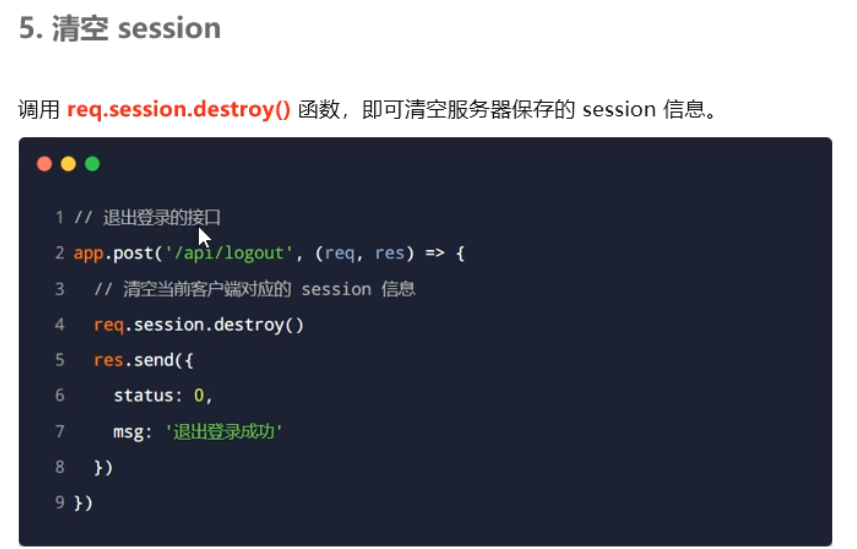 5. 清空 session
调用 req.session.destroy() 函数，即可清空服务器保存的 session 信息。
1 // 退出登录的接口
2 app.post('/api/logout', (req, res) => {
3   // 清空当前客户端对应的 session 信息
4   req.session.destroy()
5   res.send({
6     status: 0,
7     msg: '退出登录成功'
8   })
9 })